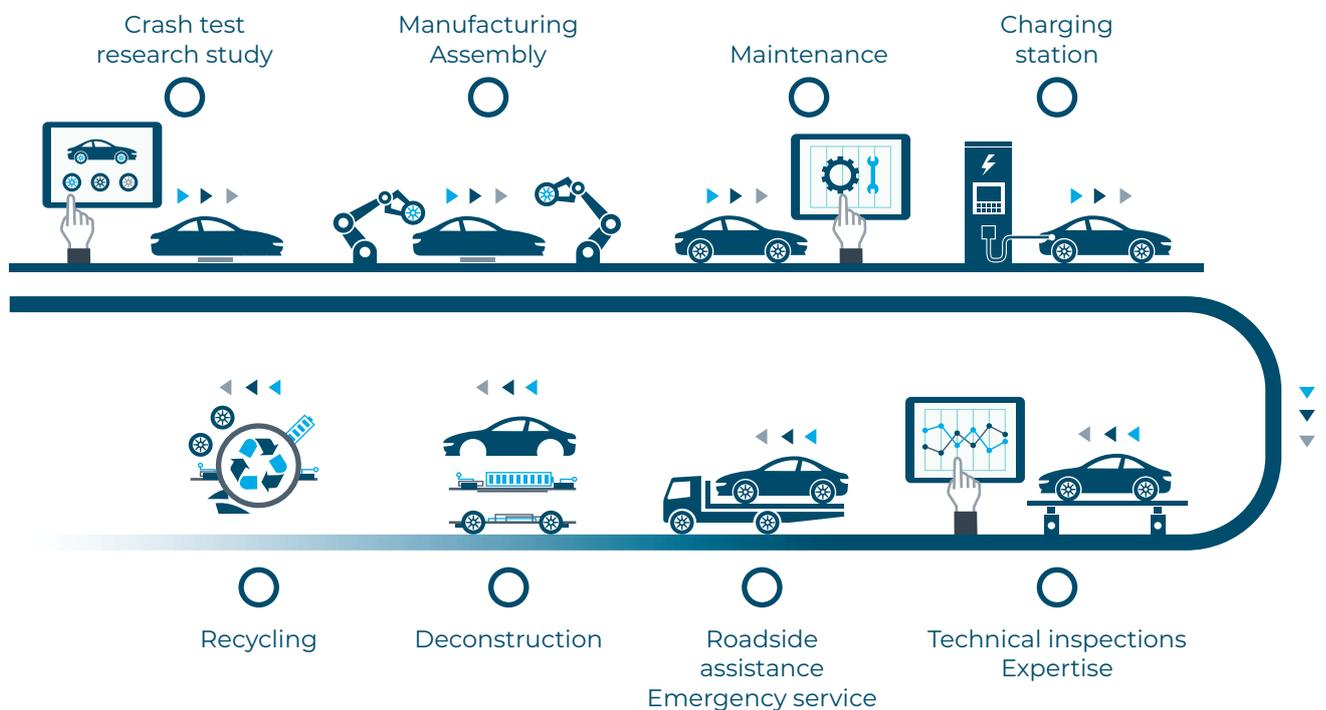 Crash test
research study
Manufacturing
Assembly
Maintenance
Charging
station
Recycling
Deconstruction
Roadside
assistance
Emergency service
Technical inspections
Expertise